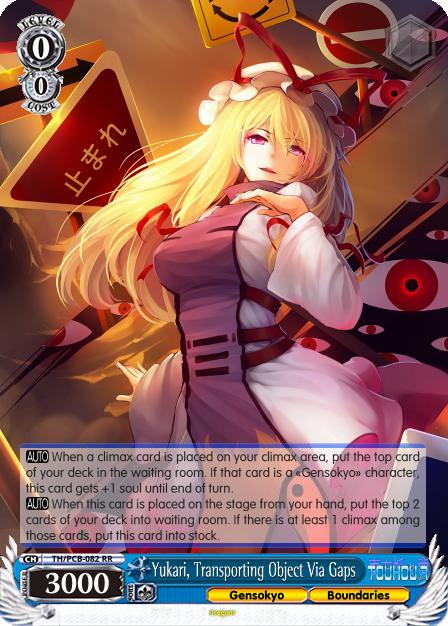 LEVEL
0
0
COST
止まれ
AUTO When a climax card is placed on your climax area, put the top card
of your deck in the waiting room. If that card is a «Gensokyo» character,
this card gets +1 soul until end of turn.
AUTO When this card is placed on the stage from your hand, put the top 2
cards of your deck into waiting room. If there is at least 1 climax among
those cards, put this card into stock.
CH TH/PCB-082 RR
POWER
3000
SOUL
Yukari, Transporting Object Via Gaps
TOUHOU
Gensokyo
Boundaries